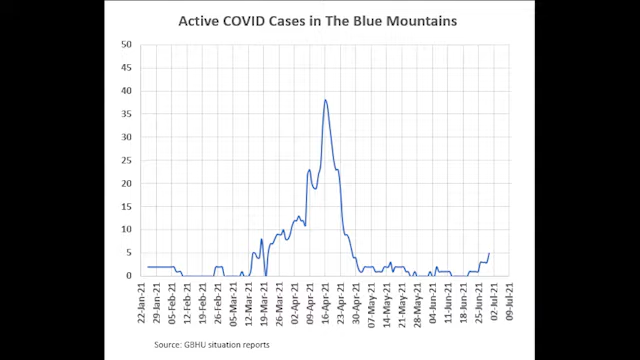 Active COVID Cases in The Blue Mountains
50
45
40
35
30
25
20
15
10
5
0
22-Jan-21
29-Jan-21
05-Feb-21
12-Feb-21
19-Feb-21
26-Feb-21
05-Mar-21
12-Mar-21
19-Mar-21
26-Mar-21
02-Apr-21
09-Apr-21
16-Apr-21
23-Apr-21
30-Apr-21
07-May-21
14-May-21
21-May-21
28-May-21
04-Jun-21
11-Jun-21
18-Jun-21
25-Jun-21
02-Jul-21
09-Jul-21
Source: GBHU situation reports